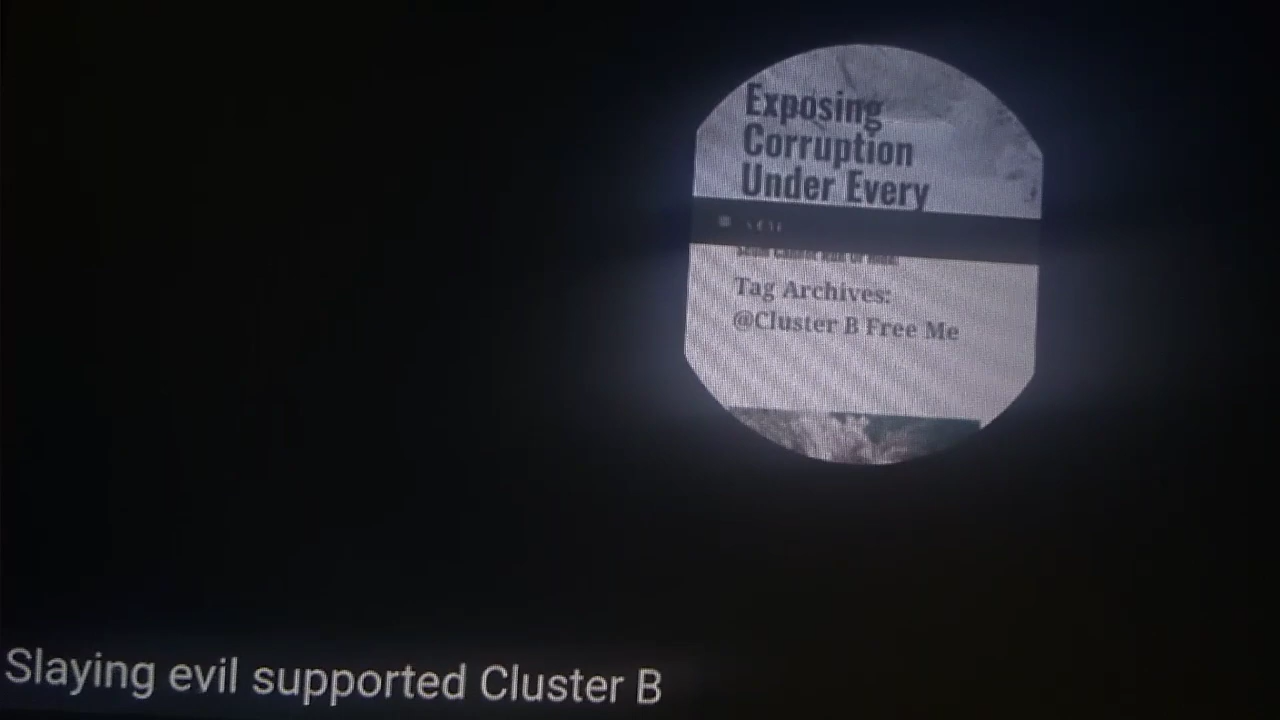 Exposing
Corruption
Under Every
Tag Archives:
@Cluster B Free Me
Slaying evil supported Cluster B